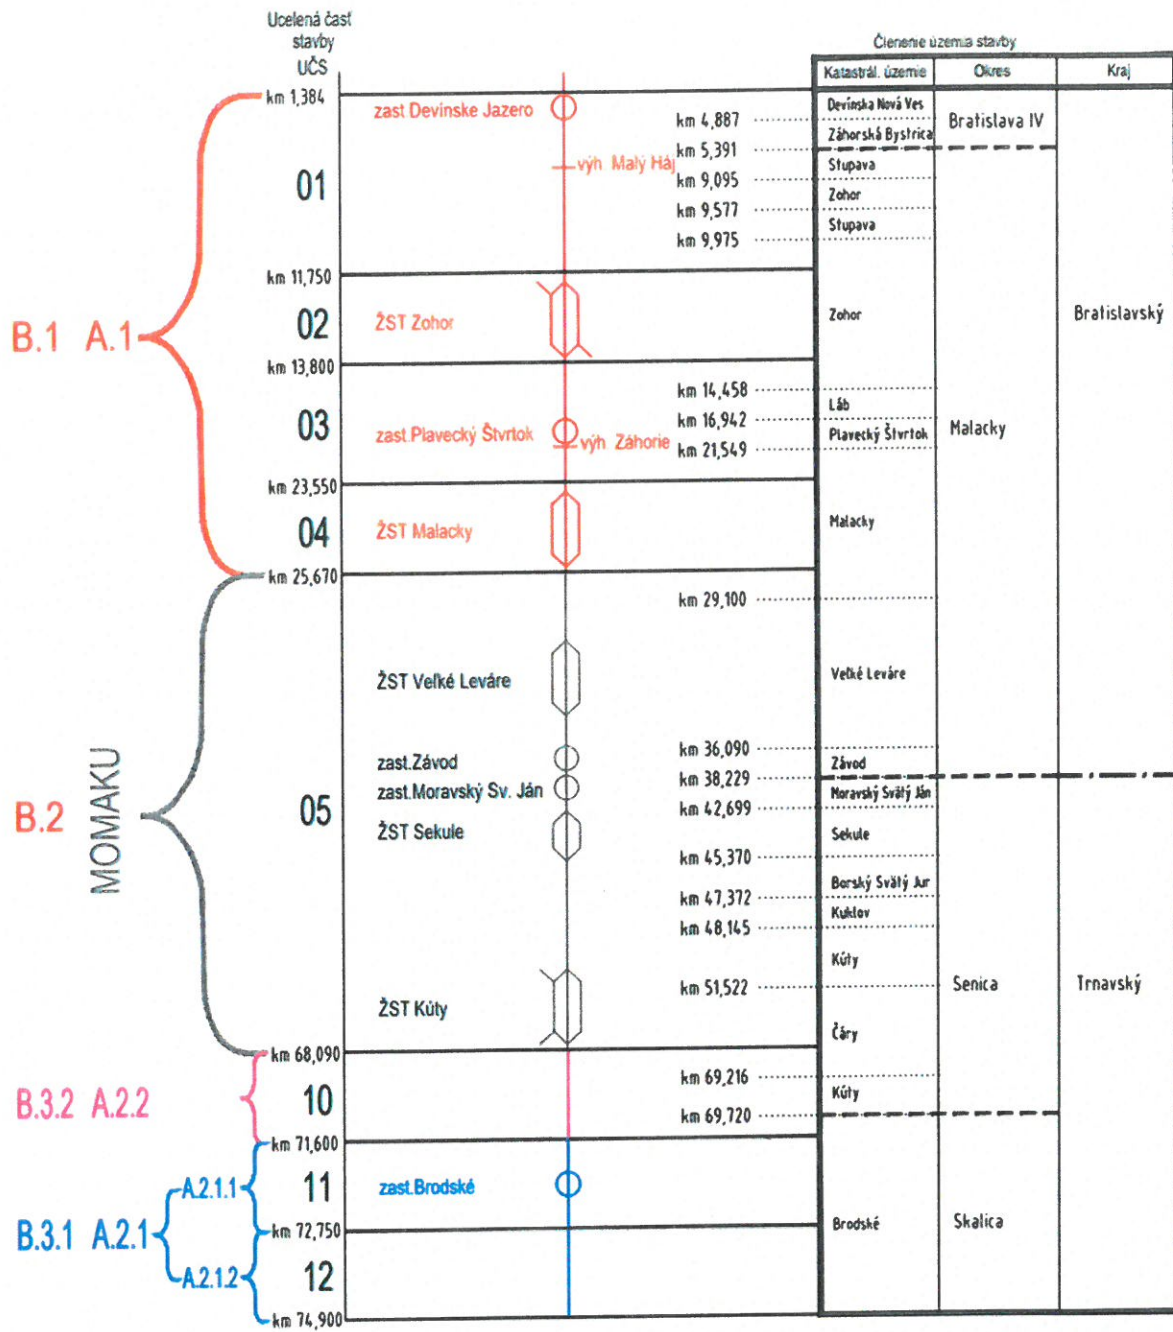 Ucelená časť
stavby
UČS
Členenie územia stavby
Katastrál. územie
Okres
Kraj
km 1,384
zast Devínske Jazero
Devínska Nová Ves
km 4,887
Bratislava IV
Záhorská Bystrica
km 5,391
výh Malý Háj
Stupava
01
km 9,095
Zohor
km 9,577
Stupava
km 9,975
km 11,750
B.1 A.1
02
ŽST Zohor
Zohor
Bratislavský
km 13,800
km 14,458
Láb
km 16,942
03
zast.Plavecký Štvrtok
Plavecký Štvrtok
Malacky
výh Záhorie
km 21,549
km 23,550
04
ŽST Malacky
Malacky
km 25,670
km 29,100
ŽST Veľké Leváre
Veľké Leváre
km 36,090
zast.Závod
Závod
km 38,229
zast.Moravský Sv. Ján
Moravský Svätý Ján
km 42,699
B.2
MOMAKU
05
ŽST Sekule
Sekule
km 45,370
Borský Svätý Jur
km 47,372
Kuklov
km 48,145
Kúty
km 51,522
Senica
Trnavský
ŽST Kúty
Čáry
km 68,090
km 69,216
B.3.2 A.2.2
10
Kúty
km 69,720
km 71,600
A.2.1.1
11
zast.Brodské
B.3.1 A.2.1
km 72,750
Brodské
Skalica
A.2.1.2
12
km 74,900